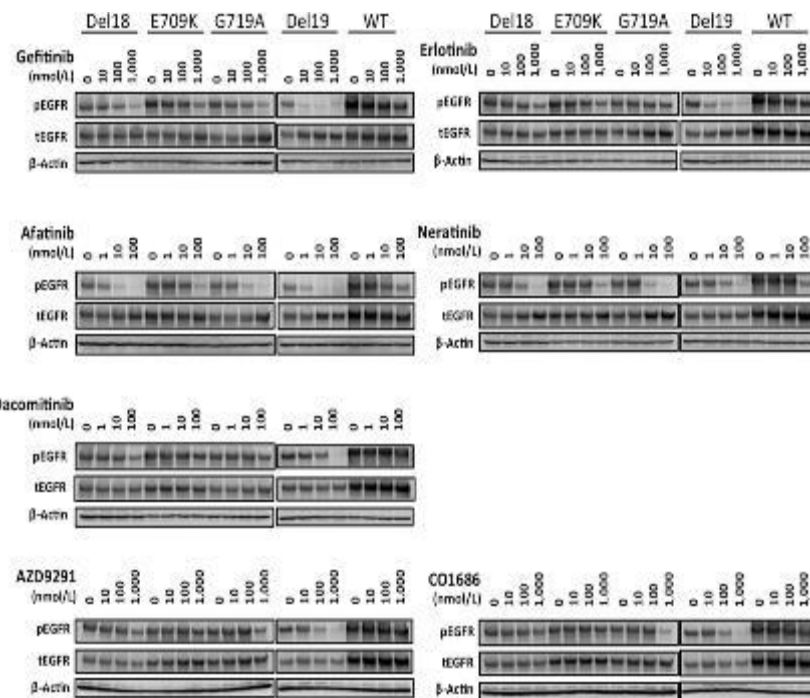 Del18 E709K G719A Del19 WT
Gefitinib
(nmol/L)
0 10 100 1,000 0 10 100 1,000 0 10 100 1,000 0 10 100 1,000 0 10 100 1,000
pEGFR
tEGFR
β-Actin
Del18 E709K G719A Del19 WT
Erlotinib
(nmol/L)
0 10 100 1,000 0 10 100 1,000 0 10 100 1,000 0 10 100 1,000 0 10 100 1,000
pEGFR
tEGFR
β-Actin
Afatinib
(nmol/L)
0 1 10 100 0 1 10 100 0 1 10 100 0 1 10 100 0 1 10 100
pEGFR
tEGFR
β-Actin
Neratinib
(nmol/L)
0 1 10 100 0 1 10 100 0 1 10 100 0 1 10 100 0 1 10 100
pEGFR
tEGFR
β-Actin
Dacomitinib
(nmol/L)
0 1 10 100 0 1 10 100 0 1 10 100 0 1 10 100 0 1 10 100
pEGFR
tEGFR
β-Actin
AZD9291
(nmol/L)
0 10 100 1,000 0 10 100 1,000 0 10 100 1,000 0 10 100 1,000 0 10 100 1,000
pEGFR
tEGFR
β-Actin
CO1686
(nmol/L)
0 10 100 1,000 0 10 100 1,000 0 10 100 1,000 0 10 100 1,000 0 10 100 1,000
pEGFR
tEGFR
β-Actin